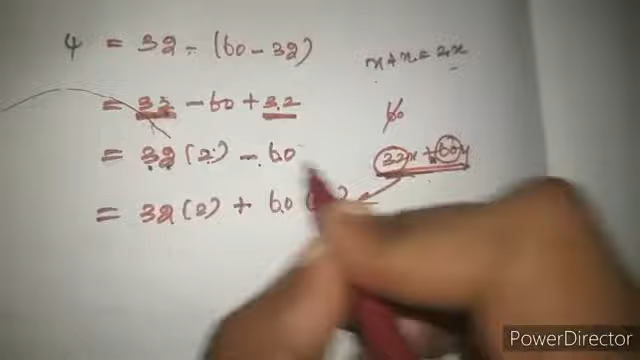 4 = 32 - (60 - 32)
x + x = 2x
= 32 - 60 + 32
60
= 32 (2) - 60
32x + 60y
= 32 (2) + 60 (
PowerDirector